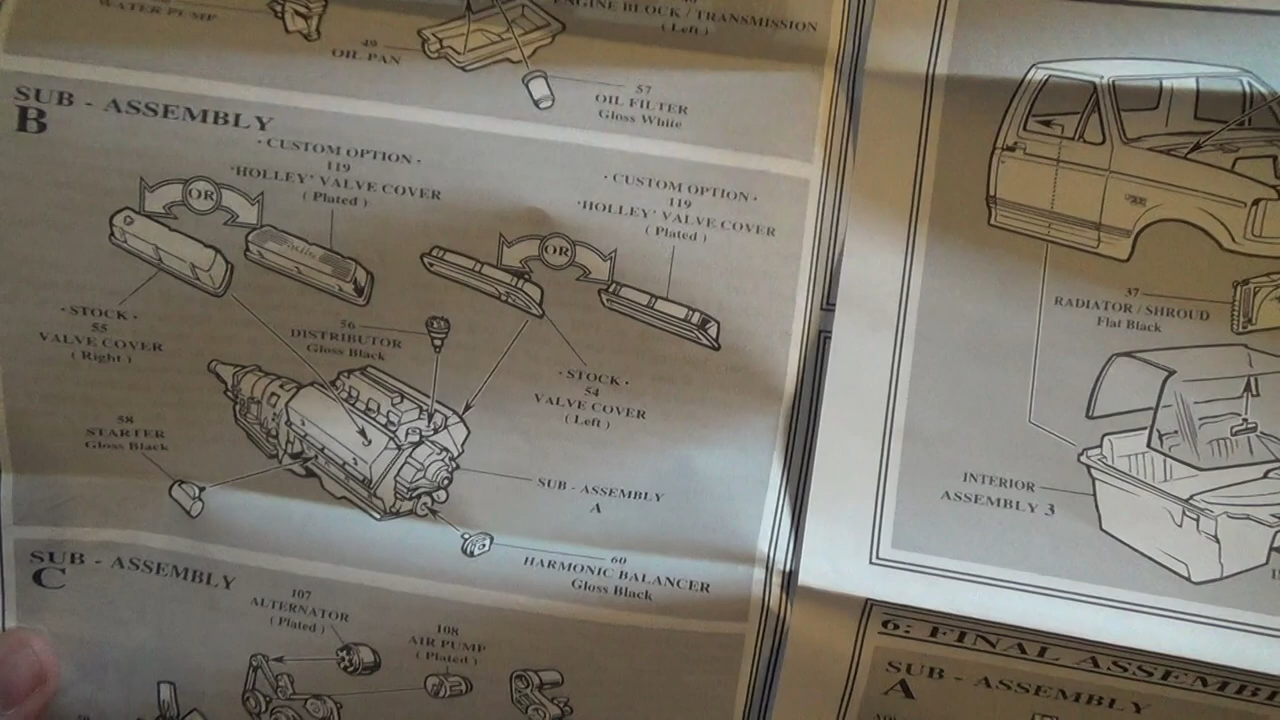 WATER PUMP
ENGINE BLOCK / TRANSMISSION
( Left )
49
OIL PAN
57
OIL FILTER
Gloss White
SUB - ASSEMBLY
B
· CUSTOM OPTION ·
119
'HOLLEY' VALVE COVER
( Plated )
· CUSTOM OPTION ·
119
'HOLLEY' VALVE COVER
( Plated )
OR
OR
· STOCK ·
55
VALVE COVER
( Right )
56
DISTRIBUTOR
Gloss Black
· STOCK ·
54
VALVE COVER
( Left )
58
STARTER
Gloss Black
SUB - ASSEMBLY
A
60
HARMONIC BALANCER
Gloss Black
SUB - ASSEMBLY
C
107
ALTERNATOR
( Plated )
108
AIR PUMP
( Plated )
37
RADIATOR / SHROUD
Flat Black
INTERIOR
ASSEMBLY 3
6: FINAL ASSEMB
SUB - ASSEMBLY
A